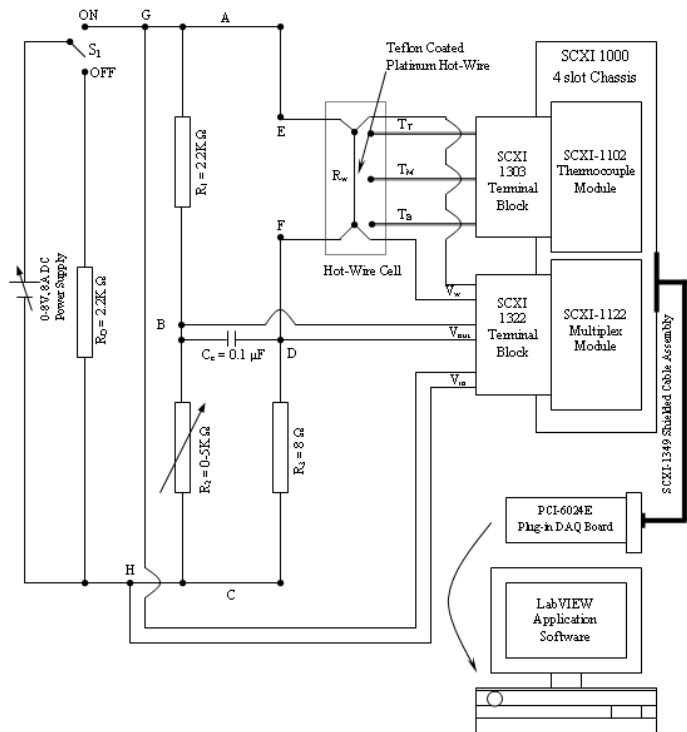 ON
G
A
S1
OFF
E
R1 = 2.2K Ω
0-8V, 8A DC
Power Supply
RD = 2.2K Ω
F
B
D
Cc = 0.1 μF
R2 = 0-5K Ω
R3 = 8 Ω
H
C
Teflon Coated
Platinum Hot-Wire
Rw
TT
TM
TB
Hot-Wire Cell
Vw
Vout
Vin
SCXI
1303
Terminal
Block
SCXI
1322
Terminal
Block
SCXI 1000
4 slot Chassis
SCXI-1102
Thermocouple
Module
SCXI-1122
Multiplex
Module
SCXI-1349 Shielded Cable Assembly
PCI-6024E
Plug-in DAQ Board
LabVIEW
Application
Software